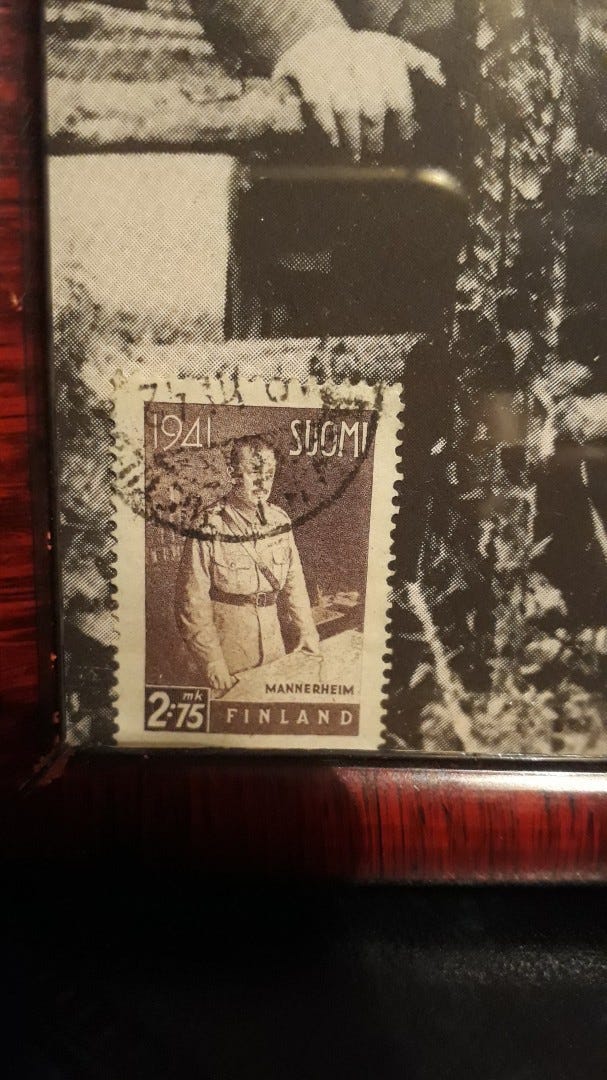 1941 SUOMI
MANNERHEIM
2:75 mk FINLAND